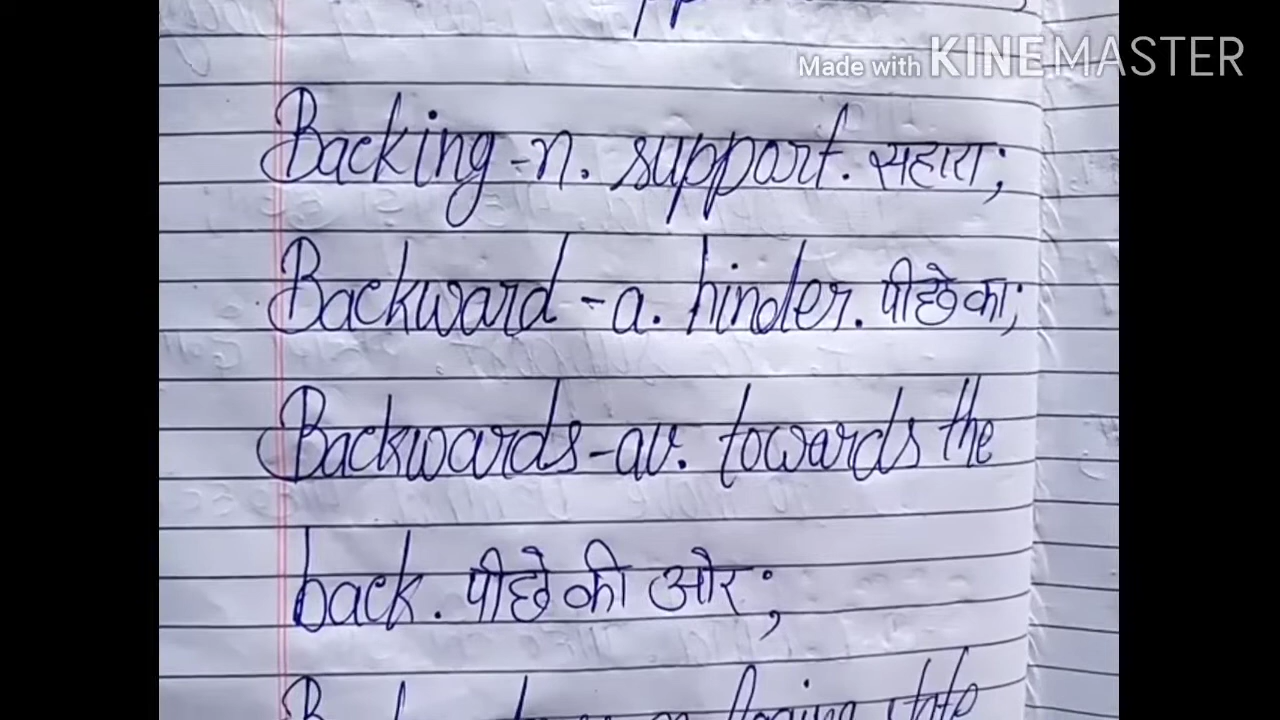 Made with KINEMASTER
Backing -n. support. सहारा;
Backward -a. hinder. पीछे का;
Backwards -av. towards the
back. पीछे की ओर;